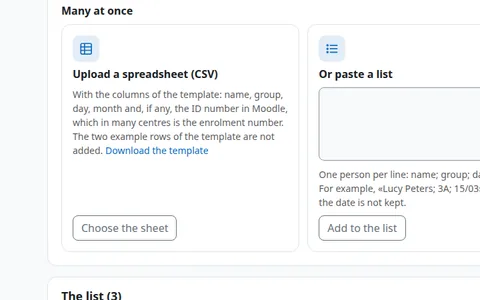 Many at once
Upload a spreadsheet (CSV)
With the columns of the template: name, group,
day, month and, if any, the ID number in Moodle,
which in many centres is the enrolment number.
The two example rows of the template are not
added. Download the template
Choose the sheet
Or paste a list
One person per line: name; group;
For example, «Lucy Peters; 3A; 15/03
the date is not kept.
Add to the list
The list (3)